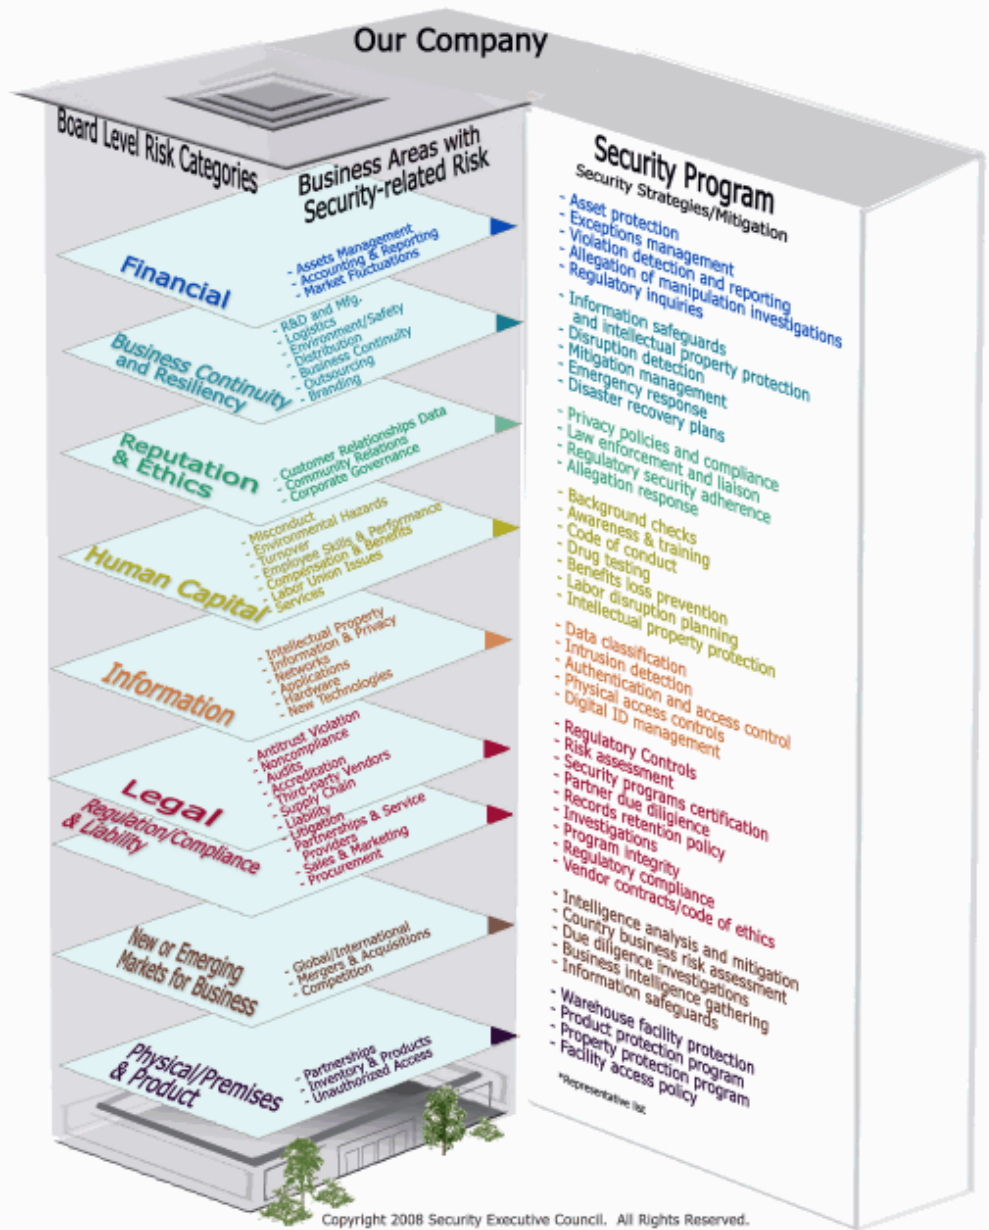 Our Company
Board Level Risk Categories
Business Areas with
Security-related Risk
Financial
- Assets Management
- Accounting & Reporting
- Market Fluctuations
Business Continuity
and Resiliency
- R&D and Mfg.
- Logistics
- Environment/Safety
- Distribution
- Business Continuity
- Outsourcing
- Branding
Reputation
& Ethics
- Customer Relationships Data
- Community Relations
- Corporate Governance
Human Capital
- Misconduct
- Environmental Hazards
- Turnover
- Employee Skills & Performance
- Compensation & Benefits
- Labor Union Issues
- Services
Information
- Intellectual Property
- Information & Privacy
- Networks
- Applications
- Hardware
- New Technologies
Legal
Regulation/Compliance
& Liability
- Antitrust Violation
- Noncompliance
- Audits
- Accreditation
- Third-party Vendors
- Supply Chain
- Liability
- Litigation
- Partnerships & Service
Providers
- Sales & Marketing
- Procurement
New or Emerging
Markets for Business
- Global/International
- Mergers & Acquisitions
- Competition
Physical/Premises
& Product
- Partnerships
- Inventory & Products
- Unauthorized Access
Security Program
Security Strategies/Mitigation
- Asset protection
- Exceptions management
- Violation detection and reporting
- Allegation of manipulation investigations
- Regulatory inquiries
- Information safeguards
and intellectual property protection
- Disruption detection
- Mitigation management
- Emergency response
- Disaster recovery plans
- Privacy policies and compliance
- Law enforcement and liaison
- Regulatory security adherence
- Allegation response
- Background checks
- Awareness & training
- Code of conduct
- Drug testing
- Benefits loss prevention
- Labor disruption planning
- Intellectual property protection
- Data classification
- Intrusion detection
- Authentication and access control
- Physical access controls
- Digital ID management
- Regulatory Controls
- Risk assessment
- Security programs certification
- Partner due diligience
- Records retention policy
- Investigations
- Program integrity
- Regulatory compliance
- Vendor contracts/code of ethics
- Intelligence analysis and mitigation
- Country business risk assessment
- Due diligence investigations
- Business intelligence gathering
- Information safeguards
- Warehouse facility protection
- Product protection program
- Property protection program
- Facility access policy
*Representative list
Copyright 2008 Security Executive Council. All Rights Reserved.